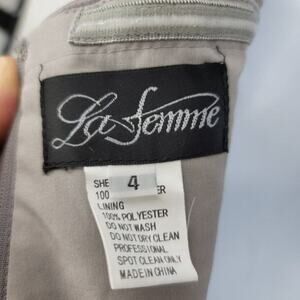 La Femme
4
SHE
100 ER
LINING
100% POLYESTER
DO NOT WASH
DO NOT DRY CLEAN
PROFESSIONAL
SPOT CLEAN ONLY
MADE IN CHINA